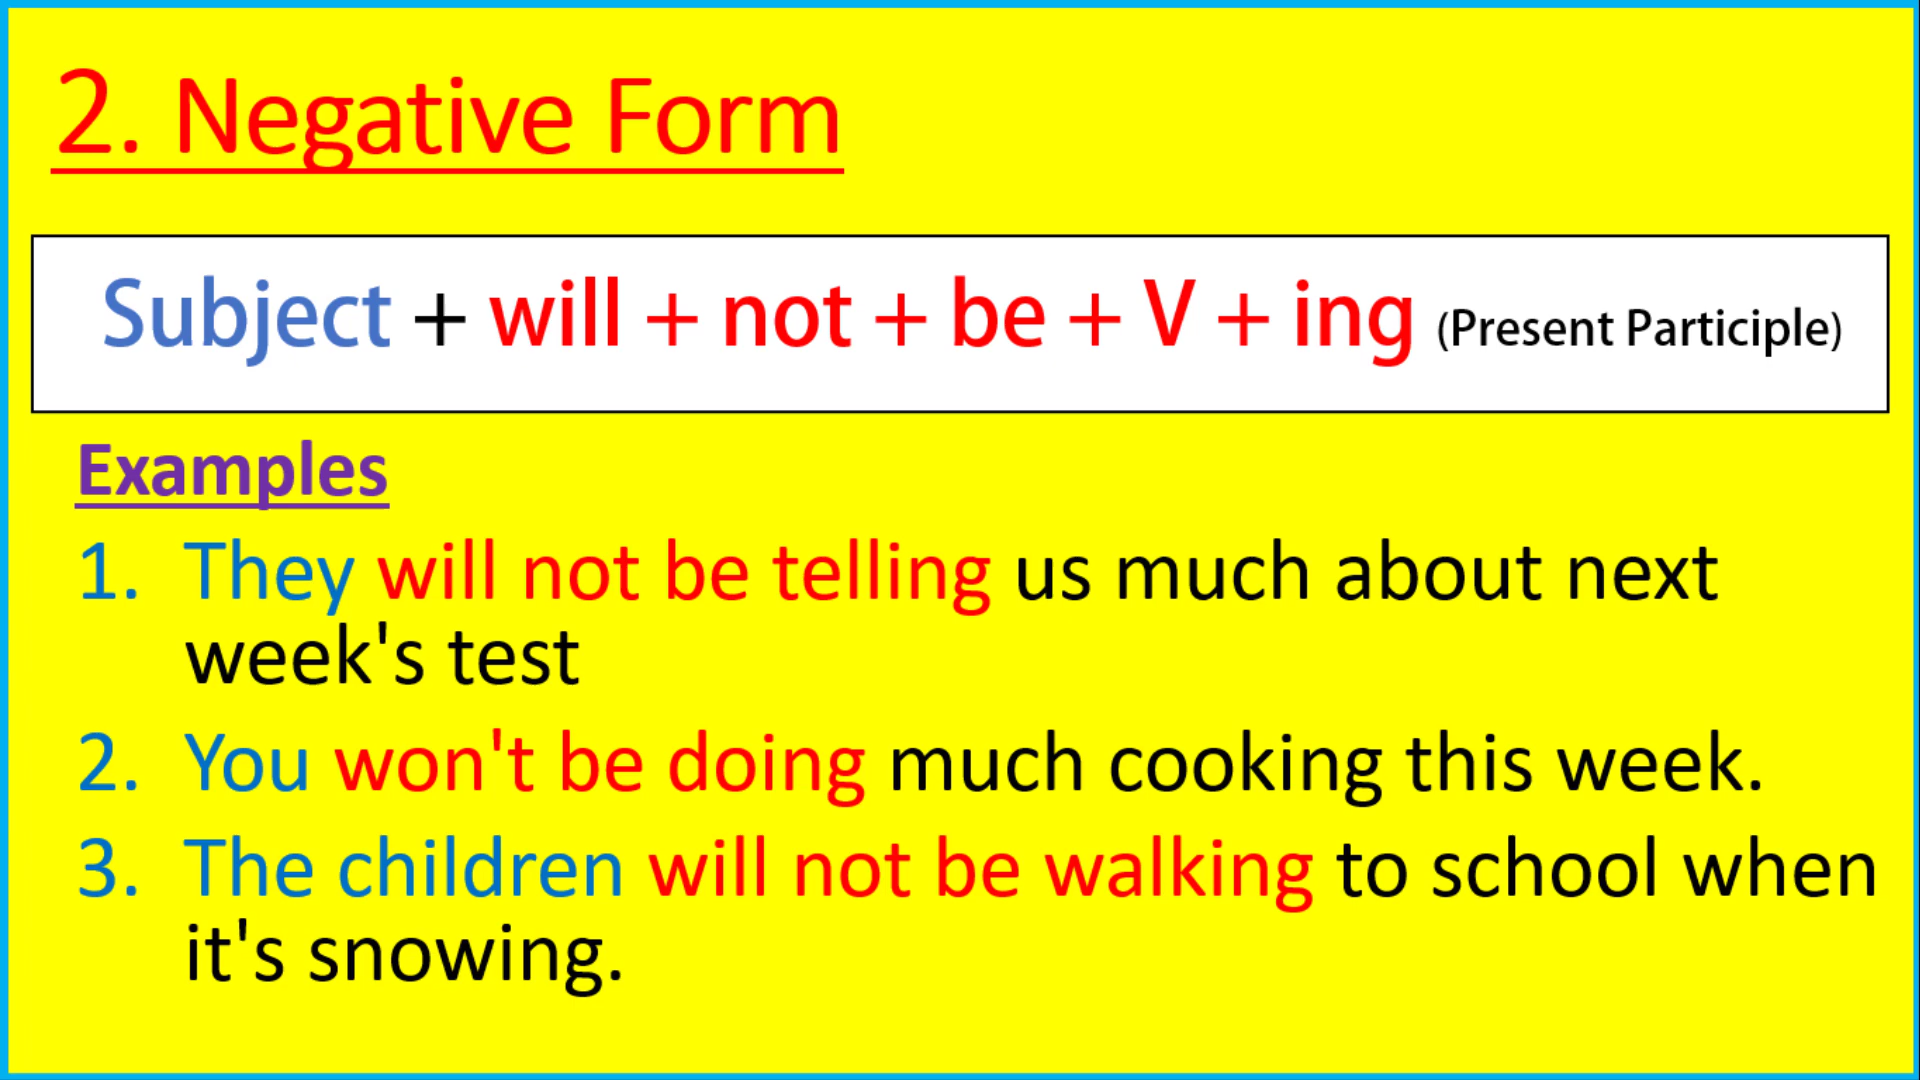 2. Negative Form
Subject + will + not + be + V + ing (Present Participle)
Examples
1. They will not be telling us much about next
week's test
2. You won't be doing much cooking this week.
3. The children will not be walking to school when
it's snowing.